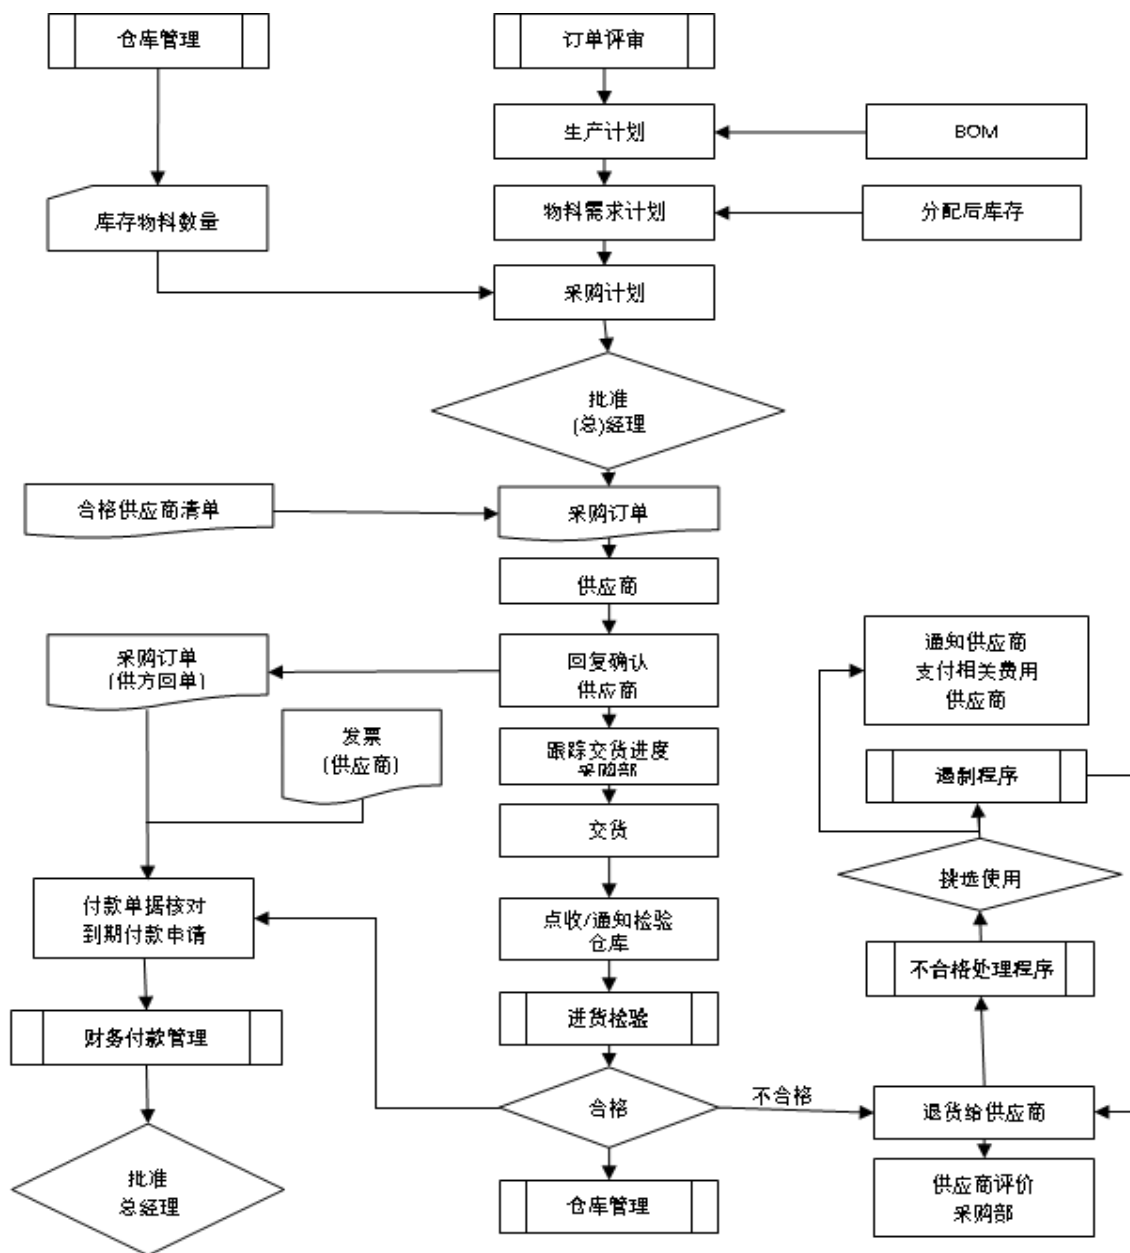 仓库管理
订单评审
生产计划
BOM
库存物料数量
物料需求计划
分配后库存
采购计划
批准
(总)经理
合格供应商清单
采购订单
供应商
采购订单
(供方回单)
回复确认
供应商
通知供应商
支付相关费用
供应商
发票
(供应商)
跟踪交货进度
采购部
遏制程序
交货
挑选使用
付款单据核对
到期付款申请
点收/通知检验
仓库
不合格处理程序
财务付款管理
进货检验
合格
不合格
退货给供应商
批准
总经理
仓库管理
供应商评价
采购部